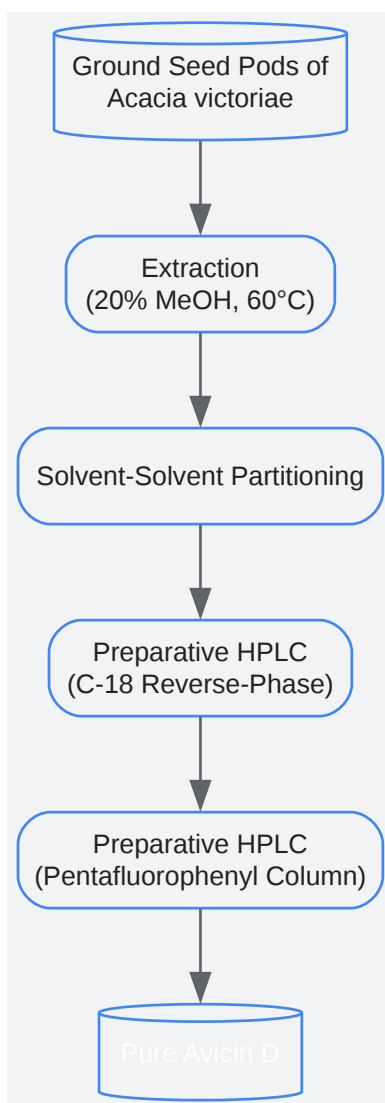 Ground Seed Pods of
Acacia victoriae
Extraction
(20% MeOH, 60°C)
Solvent-Solvent Partitioning
Preparative HPLC
(C-18 Reverse-Phase)
Preparative HPLC
(Pentafluorophenyl Column)
Pure Avicin D